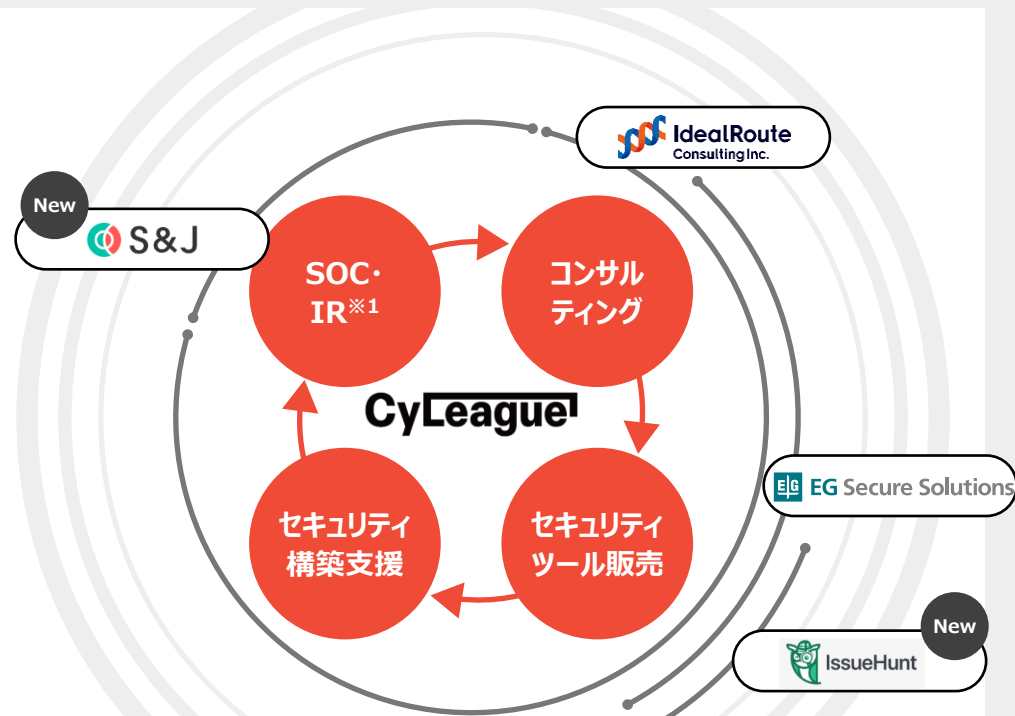 IdealRoute
Consulting Inc.
New
S&J
SOC・
IR※1
コンサル
ティング
CyLeague
EG EG Secure Solutions
セキュリティ
構築支援
セキュリティ
ツール販売
New
IssueHunt